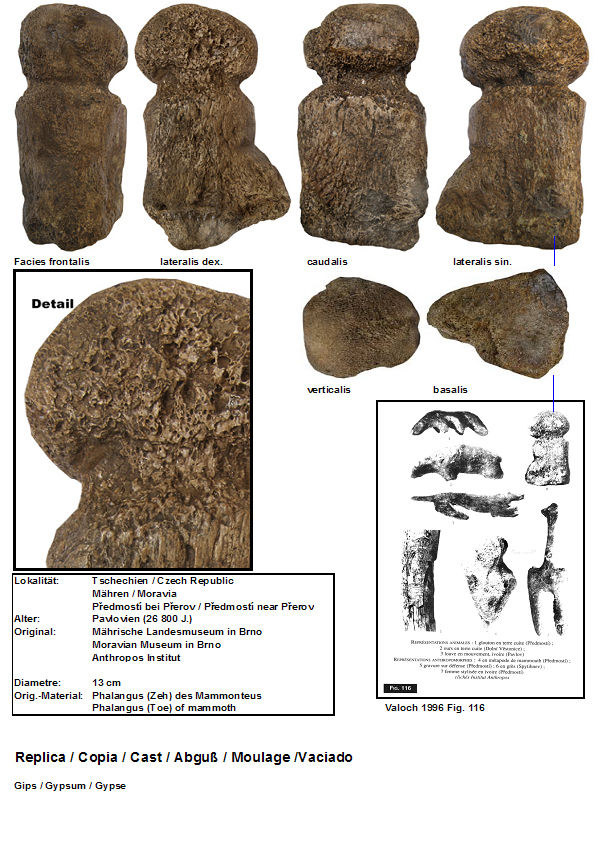 Facies frontalis
lateralis dex.
caudalis
lateralis sin.
Detail
verticalis
basalis
Lokalität: Tschechien / Czech Republic
Mähren / Moravia
Předmostí bei Přerov / Předmostí near Přerov
Alter: Pavlovien (26 800 J.)
Original: Mährische Landesmuseum in Brno
Moravian Museum in Brno
Anthropos Institut
Diametre: 13 cm
Orig.-Material: Phalangus (Zeh) des Mammonteus
Phalangus (Toe) of mammoth
REPRÉSENTATIONS ANIMALES : 1 glouton en terre cuite (Předmostí) ;
2 ours en terre cuite (Dolní Věstonice) ;
3 louve en mouvement, ivoire (Pavlov)
REPRÉSENTATIONS ANTHROPOMORPHES : 4 en métapode de mammouth (Předmostí) ;
5 gravure sur défense (Předmostí) ; 6 en grès (Spytihnev) ;
7 femme stylisée en ivoire (Předmostí)
clichés Institut Anthropos
FIG. 116
Valoch 1996 Fig. 116
Replica / Copia / Cast / Abguß / Moulage /Vaciado
Gips / Gypsum / Gypse